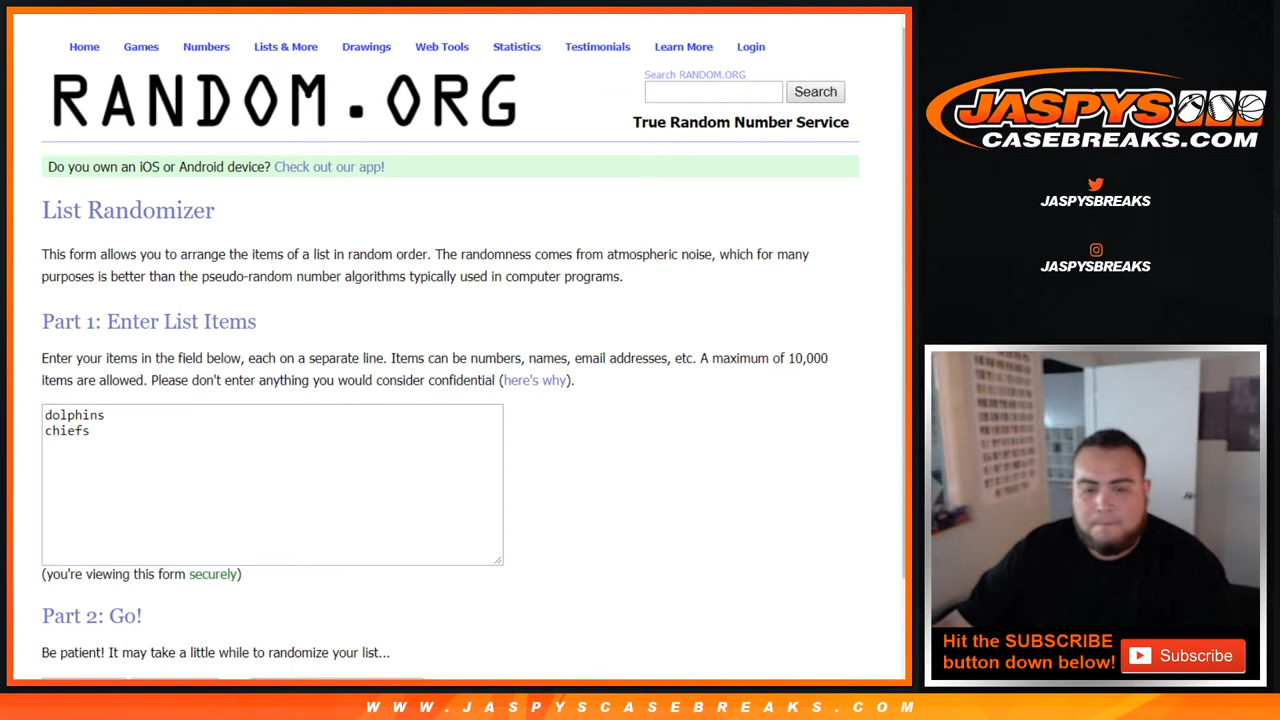 Home Games Numbers Lists & More Drawings Web Tools Statistics Testimonials Learn More Login
RANDOM.ORG
Search RANDOM.ORG
Search
True Random Number Service
Do you own an iOS or Android device? Check out our app!
List Randomizer
This form allows you to arrange the items of a list in random order. The randomness comes from atmospheric noise, which for many
purposes is better than the pseudo-random number algorithms typically used in computer programs.
Part 1: Enter List Items
Enter your items in the field below, each on a separate line. Items can be numbers, names, email addresses, etc. A maximum of 10,000
items are allowed. Please don't enter anything you would consider confidential (here's why).
dolphins
chiefs
(you're viewing this form securely)
Part 2: Go!
Be patient! It may take a little while to randomize your list...
JASPYS
CASEBREAKS.COM
JASPYSBREAKS
JASPYSBREAKS
Hit the SUBSCRIBE
button down below!
Subscribe
WWW.JASPYSCASEBREAKS.COM